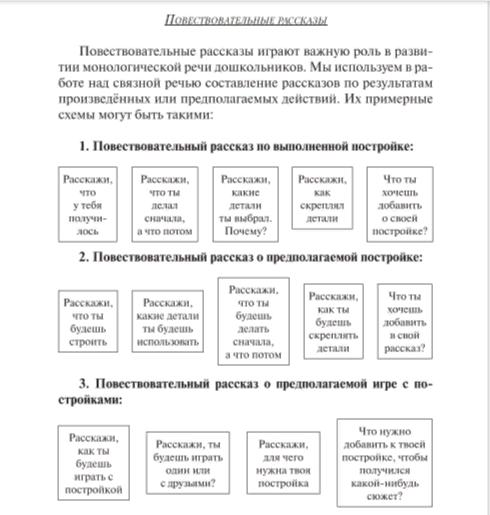 Повествовательные рассказы
Повествовательные рассказы играют важную роль в разви-
тии монологической речи дошкольников. Мы используем в ра-
боте над связной речью составление рассказов по результатам
произведённых или предполагаемых действий. Их примерные
схемы могут быть такими:
1. Повествовательный рассказ по выполненной постройке:
Расскажи,
что
у тебя
получи-
лось
Расскажи,
что ты
делал
сначала,
а что потом
Расскажи,
какие
детали
ты выбрал.
Почему?
Расскажи,
как
скреплял
детали
Что ты
хочешь
добавить
о своей
постройке?
2. Повествовательный рассказ о предполагаемой постройке:
Расскажи,
что ты
будешь
строить
Расскажи,
какие детали
ты будешь
использовать
Расскажи,
что ты
будешь
делать
сначала,
а что потом
Расскажи,
как ты
будешь
скреплять
детали
Что ты
хочешь
добавить
в свой
рассказ?
3. Повествовательный рассказ о предполагаемой игре с по-
стройками:
Расскажи,
как ты
будешь
играть с
постройкой
Расскажи, ты
будешь играть
один или
с друзьями?
Расскажи,
для чего
нужна твоя
постройка
Что нужно
добавить к твоей
постройке, чтобы
получился
какой-нибудь
сюжет?